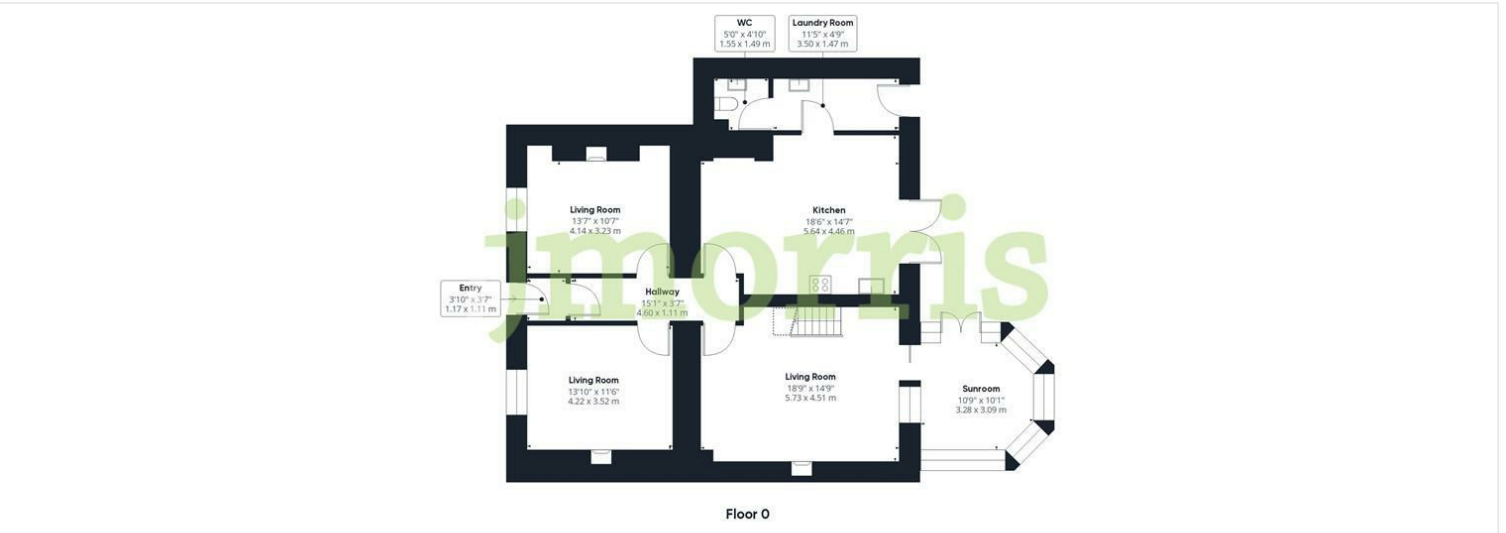 WC
5'0" x 4'10"
1.55 x 1.49 m
Laundry Room
11'5" x 4'9"
3.50 x 1.47 m
Living Room
13'7" x 10'7"
4.14 x 3.23 m
Kitchen
18'6" x 14'7"
5.64 x 4.46 m
jmorris
Entry
3'10" x 3'7"
1.17 x 1.11 m
Hallway
15'1" x 3'7"
4.60 x 1.11 m
Living Room
13'10" x 11'6"
4.22 x 3.52 m
Living Room
18'9" x 14'9"
5.73 x 4.51 m
Sunroom
10'9" x 10'1"
3.28 x 3.09 m
Floor 0